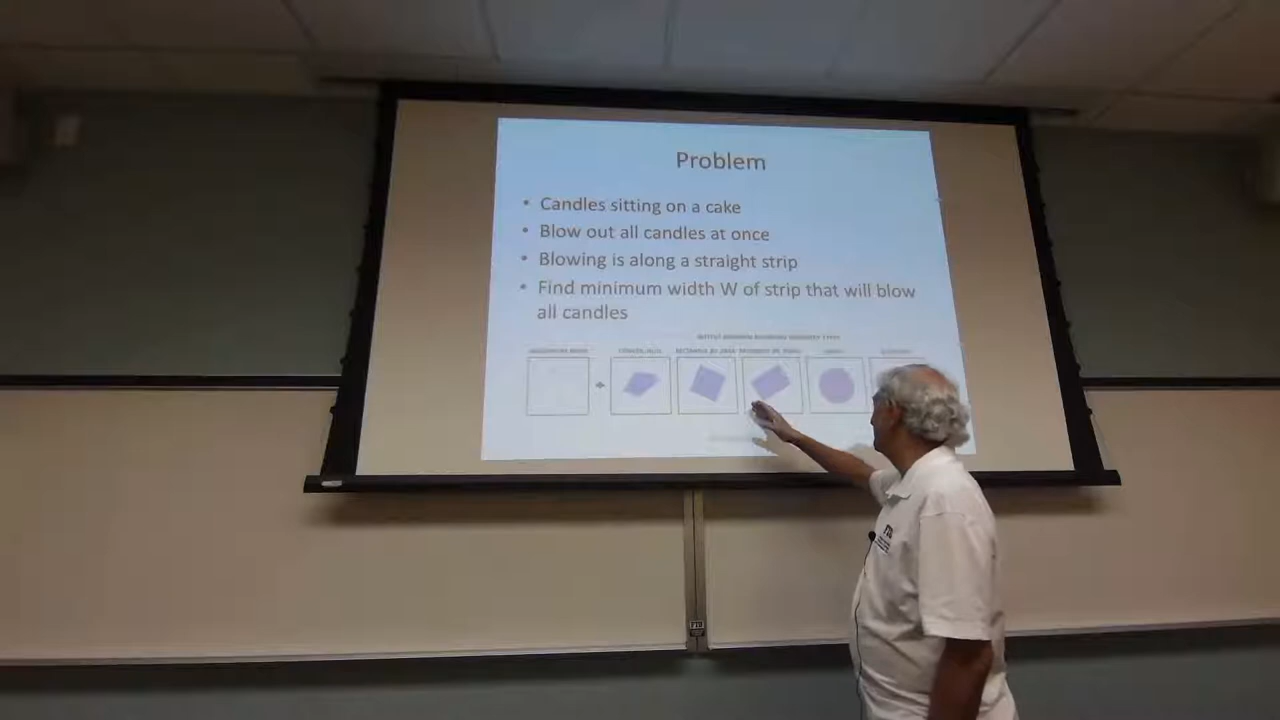 Problem
• Candles sitting on a cake
• Blow out all candles at once
• Blowing is along a straight strip
• Find minimum width W of strip that will blow
all candles